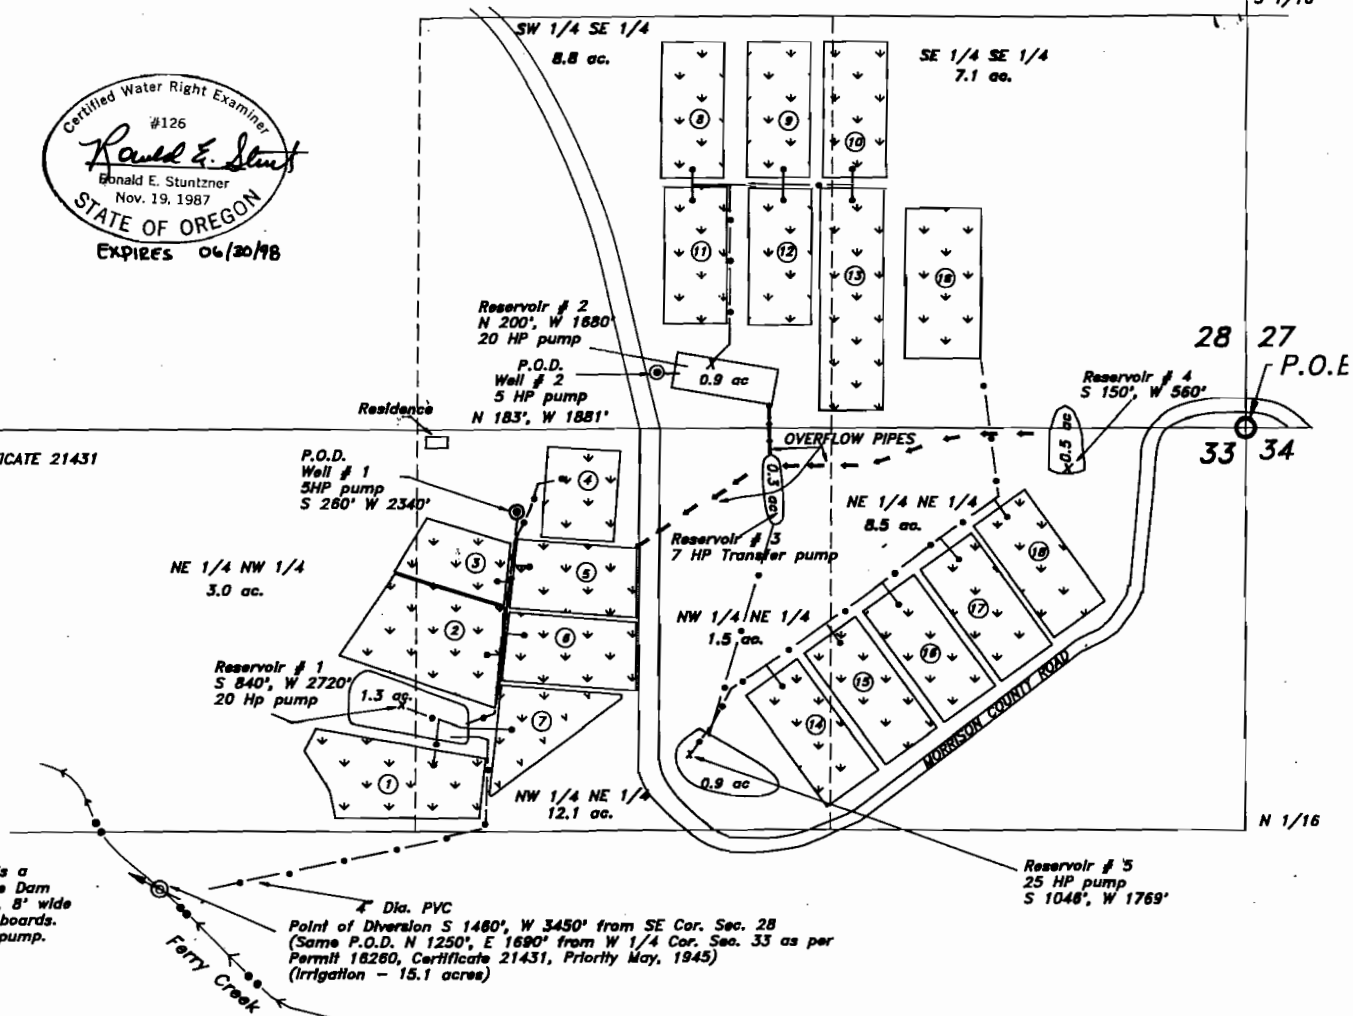 S 1/16
SW 1/4 SE 1/4
8.8 ac.
SE 1/4 SE 1/4
7.1 ac.
Certified Water Right Examiner
#126
Ronald E. Stuntzner
Nov. 19, 1987
STATE OF OREGON
EXPIRES 06/30/98
8
9
10
11
12
13
Reservoir # 2
N 200', W 1680'
20 HP pump
P.O.D.
Well # 2
5 HP pump
N 183', W 1881'
0.9 ac
28 27
P.O.B
33 34
Reservoir # 4
S 150', W 560'
0.5 ac
Residence
OVERFLOW PIPES
ICATE 21431
P.O.D.
Well # 1
5HP pump
S 260' W 2340'
4
0.3 ac
NE 1/4 NE 1/4
8.5 ac.
Reservoir # 3
7 HP Transfer pump
NE 1/4 NW 1/4
3.0 ac.
3
5
18
2
6
17
NW 1/4 NE 1/4
1.5 ac.
16
15
14
Reservoir # 1
S 840', W 2720'
20 Hp pump
1.3 ac.
7
1
MORRISON COUNTY ROAD
0.9 ac
NW 1/4 NE 1/4
12.1 ac.
N 1/16
Reservoir # 5
25 HP pump
S 1046', W 1769'
s a
e Dam
8' wide
boards.
pump.
4" Dia. PVC
Point of Diversion S 1460', W 3450' from SE Cor. Sec. 28
(Same P.O.D. N 1250', E 1690' from W 1/4 Cor. Sec. 33 as per
Permit 16260, Certificate 21431, Priority May, 1945)
(Irrigation - 15.1 acres)
Ferry Creek